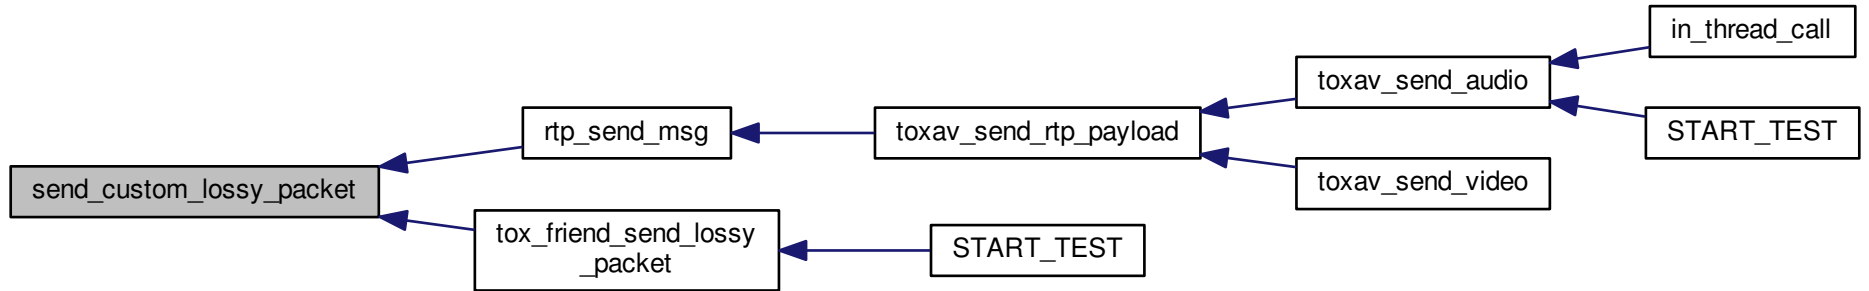 send_custom_lossy_packet
rtp_send_msg
tox_friend_send_lossy
_packet
toxav_send_rtp_payload
START_TEST
toxav_send_audio
toxav_send_video
in_thread_call
START_TEST